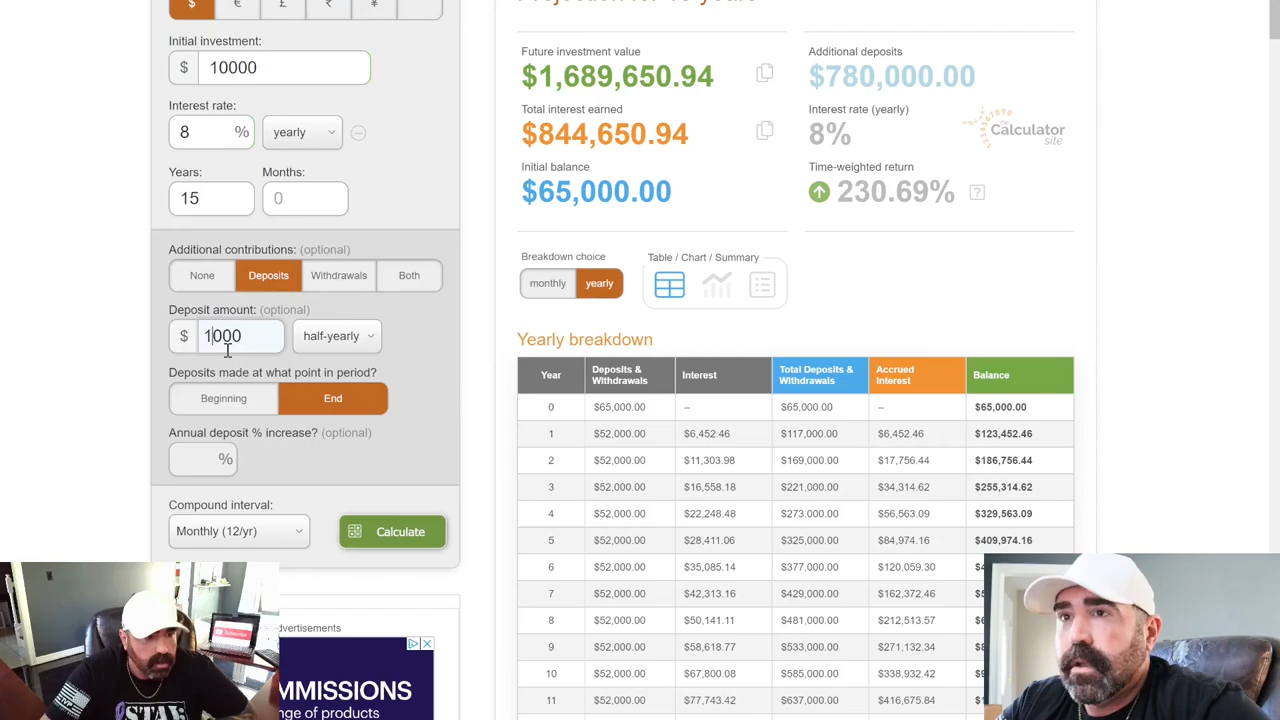 $ € £ ₹ ¥
Initial investment:
$ 10000
Interest rate:
8 % yearly
Years: Months:
15 0
Additional contributions: (optional)
None Deposits Withdrawals Both
Deposit amount: (optional)
$ 1000 half-yearly
Deposits made at what point in period?
Beginning End
Annual deposit % increase? (optional)
%
Compound interval:
Monthly (12/yr) Calculate
Future investment value Additional deposits
$1,689,650.94 $780,000.00
Total interest earned Interest rate (yearly)
$844,650.94 8%
the Calculator site
Initial balance Time-weighted return
$65,000.00 230.69% ?
Breakdown choice Table / Chart / Summary
monthly yearly
Yearly breakdown
Year Deposits & Withdrawals Interest Total Deposits & Withdrawals Accrued Interest Balance
0 $65,000.00 – $65,000.00 – $65,000.00
1 $52,000.00 $6,452.46 $117,000.00 $6,452.46 $123,452.46
2 $52,000.00 $11,303.98 $169,000.00 $17,756.44 $186,756.44
3 $52,000.00 $16,558.18 $221,000.00 $34,314.62 $255,314.62
4 $52,000.00 $22,248.48 $273,000.00 $56,563.09 $329,563.09
5 $52,000.00 $28,411.06 $325,000.00 $84,974.16 $409,974.16
6 $52,000.00 $35,085.14 $377,000.00 $120,059.30
7 $52,000.00 $42,313.16 $429,000.00 $162,372.46
8 $52,000.00 $50,141.11 $481,000.00 $212,513.57
9 $52,000.00 $58,618.77 $533,000.00 $271,132.34
10 $52,000.00 $67,800.08 $585,000.00 $338,932.42
11 $52,000.00 $77,743.42 $637,000.00 $416,675.84
dvertisements
MMISSIONS
nge of products
Subscribe